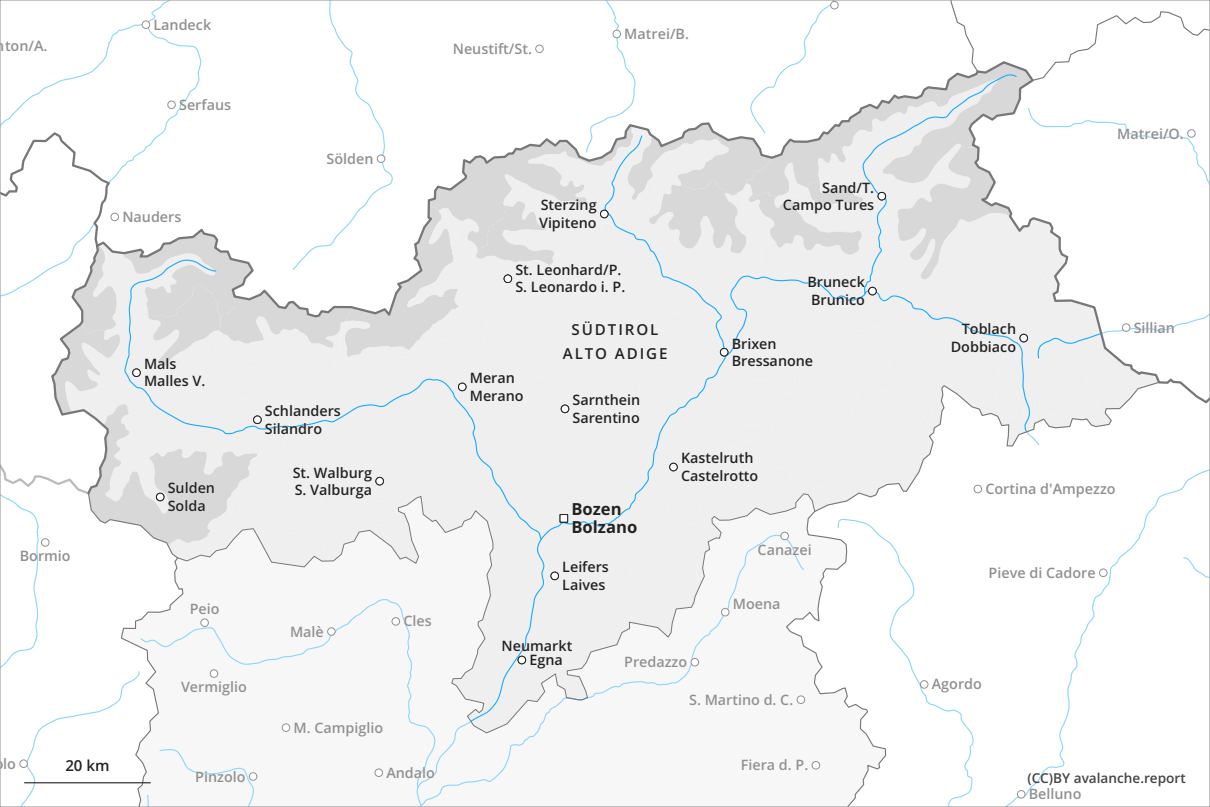 Landeck
nton/A.
Neustift/St.
Matrei/B.
Serfaus
Matrei/O.
Sölden
Nauders
Sand/T.
Campo Tures
Sterzing
Vipiteno
St. Leonhard/P.
S. Leonardo i. P.
Bruneck
Brunico
SÜDTIROL
ALTO ADIGE
Toblach
Dobbiaco
Sillian
Brixen
Bressanone
Mals
Malles V.
Meran
Merano
Schlanders
Silandro
Sarnthein
Sarentino
Kastelruth
Castelrotto
St. Walburg
S. Valburga
Sulden
Solda
Cortina d'Ampezzo
Bozen
Bolzano
Bormio
Canazei
Leifers
Laives
Pieve di Cadore
Peio
Moena
Malè
Cles
Neumarkt
Egna
Predazzo
Vermiglio
Agordo
S. Martino d. C.
M. Campiglio
olo
20 km
Pinzolo
Andalo
Fiera d. P.
(CC)BY avalanche.report
Belluno